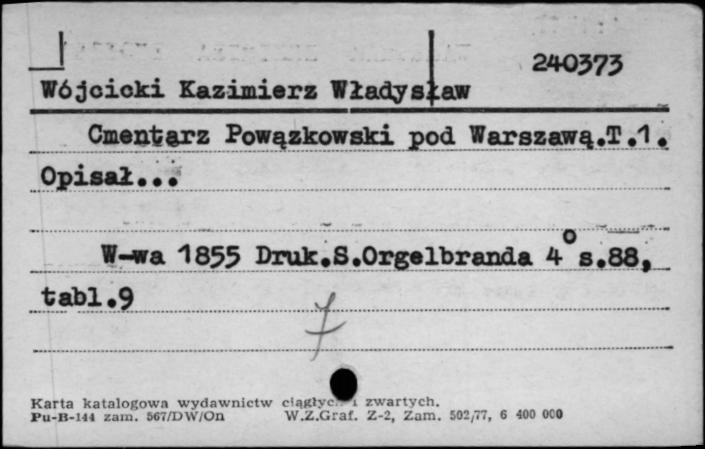 240373
Wójcicki Kazimierz Władysław
Cmentarz Powązkowski pod Warszawą.T.1.
Opisał...
W-wa 1855 Druk.S.Orgelbranda 4° s.88,
tabl.9
7
Karta katalogowa wydawnictw ciągłych i zwartych.
Pu-B-144 zam. 567/DW/On W.Z.Graf. Z-2, Zam. 502/77, 6 400 000